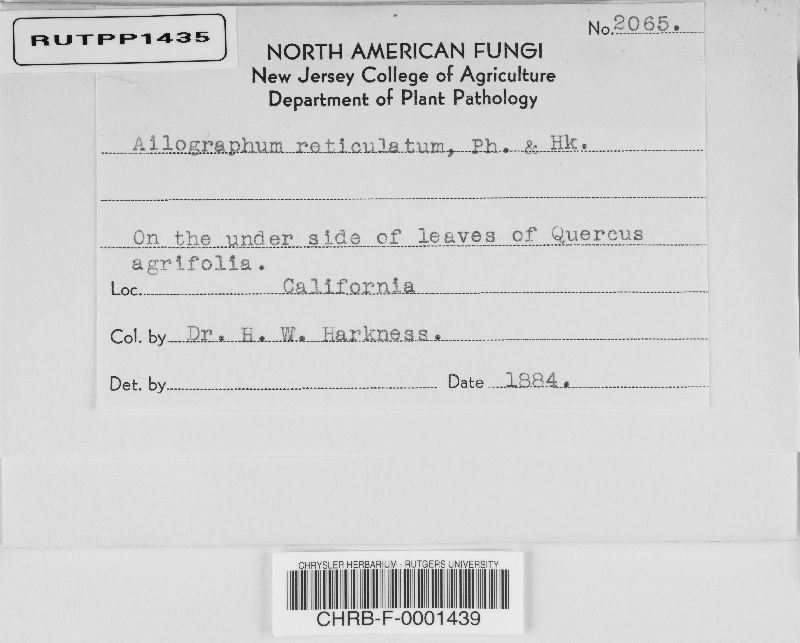 RUTPP1435
No. 2065.
NORTH AMERICAN FUNGI
New Jersey College of Agriculture
Department of Plant Pathology
Ailographum reticulatum, Ph. & Hk.
On the under side of leaves of Quercus
agrifolia.
Loc. California
Col. by Dr. H. W. Harkness.
Det. by Date 1884.
CHRYSLER HERBARIUM - RUTGERS UNIVERSITY
CHRB-F-0001439